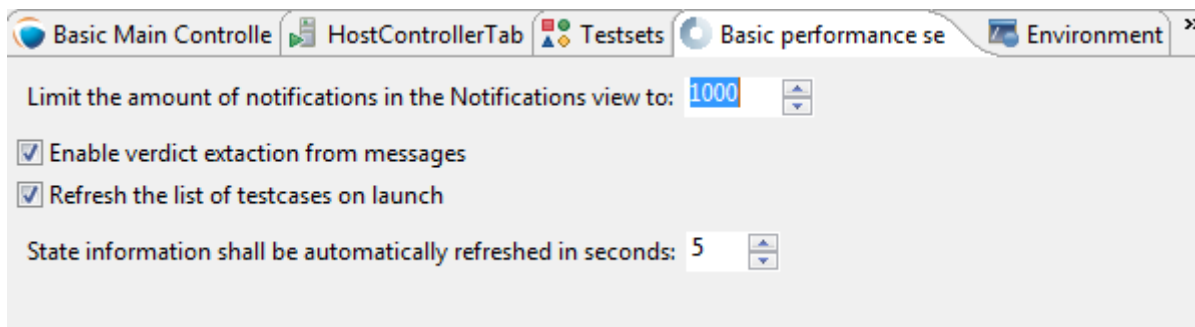 Basic Main Controlle HostControllerTab Testsets Basic performance se Environment »
Limit the amount of notifications in the Notifications view to: 1000
Enable verdict extaction from messages
Refresh the list of testcases on launch
State information shall be automatically refreshed in seconds: 5